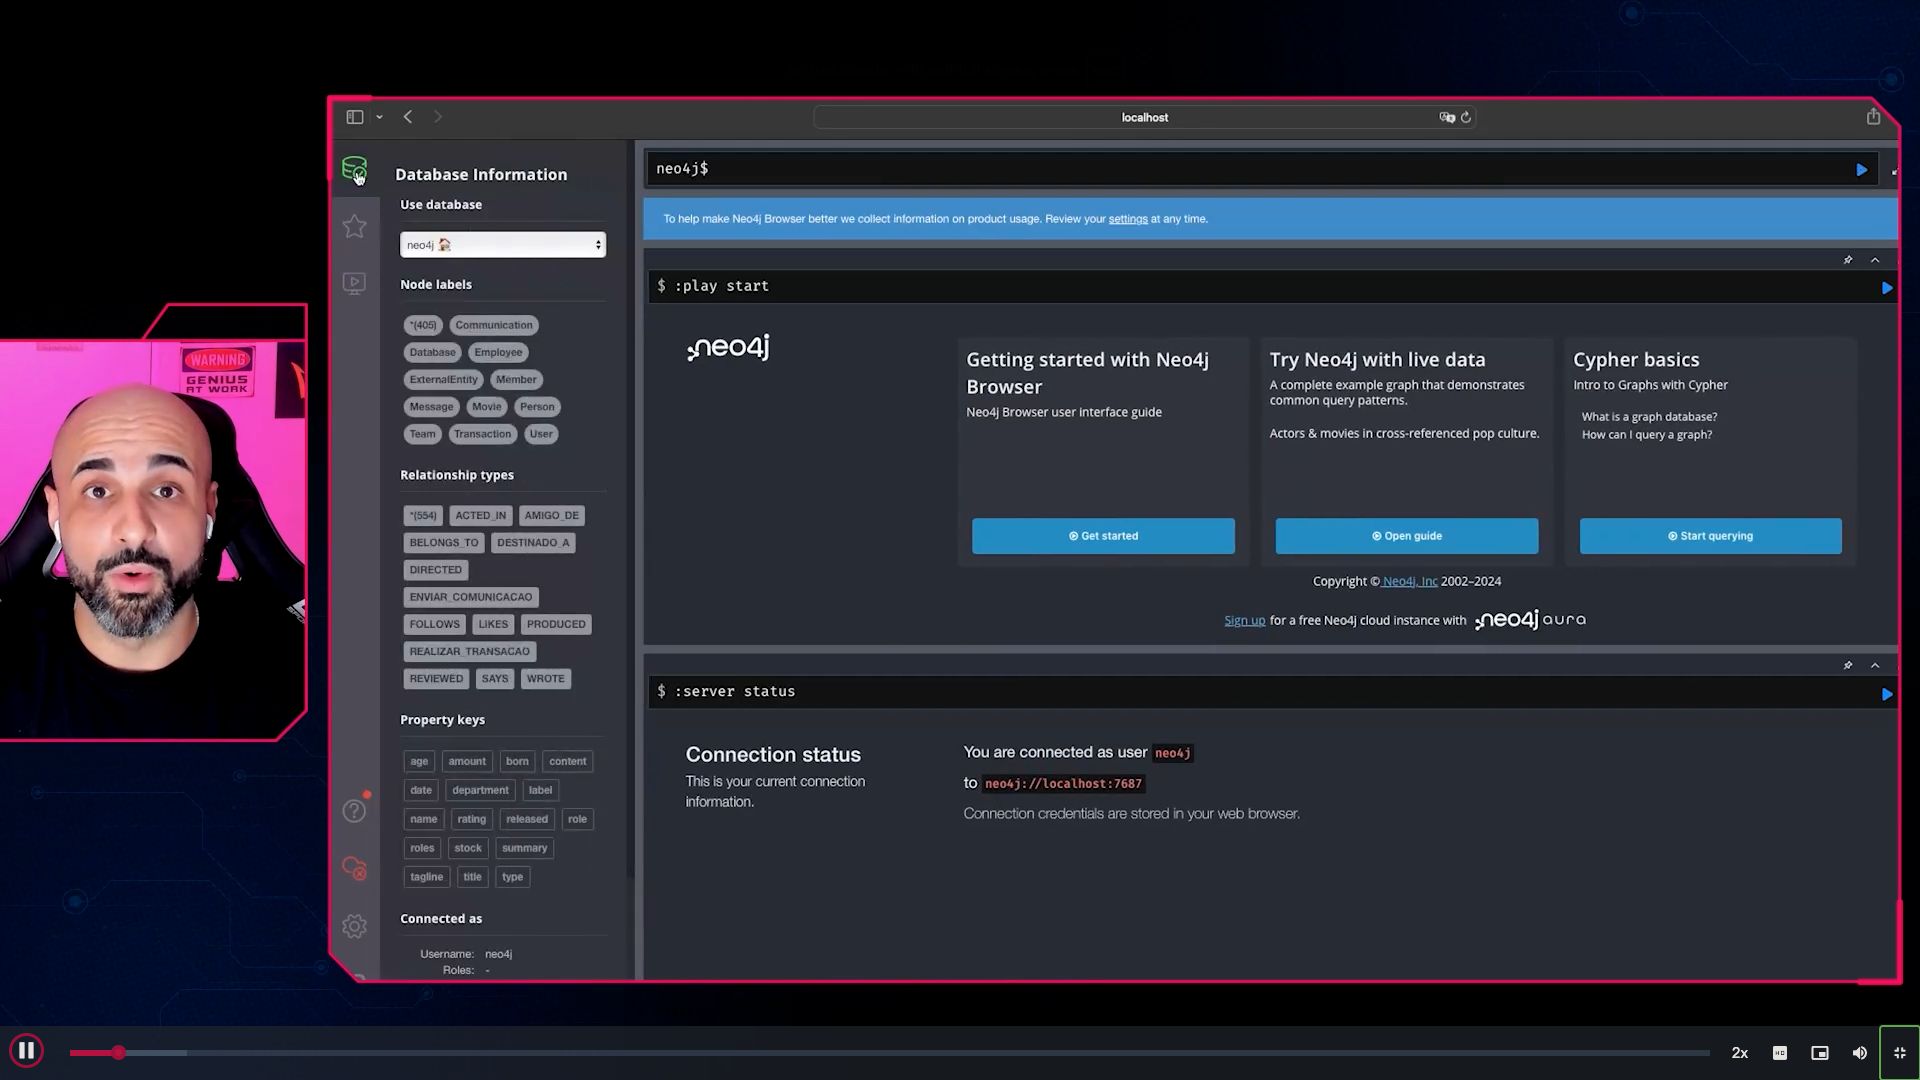 localhost
Database Information
Use database
neo4j
Node labels
*(405) Communication
Database Employee
ExternalEntity Member
Message Movie Person
Team Transaction User
Relationship types
*(554) ACTED_IN AMIGO_DE
BELONGS_TO DESTINADO_A
DIRECTED
ENVIAR_COMUNICACAO
FOLLOWS LIKES PRODUCED
REALIZAR_TRANSACAO
REVIEWED SAYS WROTE
Property keys
age amount born content
date department label
name rating released role
roles stock summary
tagline title type
Connected as
Username: neo4j
Roles: -
neo4j$
To help make Neo4j Browser better we collect information on product usage. Review your settings at any time.
$ :play start
neo4j
Getting started with Neo4j
Browser
Neo4j Browser user interface guide
Get started
Try Neo4j with live data
A complete example graph that demonstrates
common query patterns.
Actors & movies in cross-referenced pop culture.
Open guide
Cypher basics
Intro to Graphs with Cypher
What is a graph database?
How can I query a graph?
Start querying
Copyright © Neo4j, Inc 2002–2024
Sign up for a free Neo4j cloud instance with neo4j aura
$ :server status
Connection status
This is your current connection
information.
You are connected as user neo4j
to neo4j://localhost:7687
Connection credentials are stored in your web browser.
WARNING
GENIUS
AT WORK
2x
HD